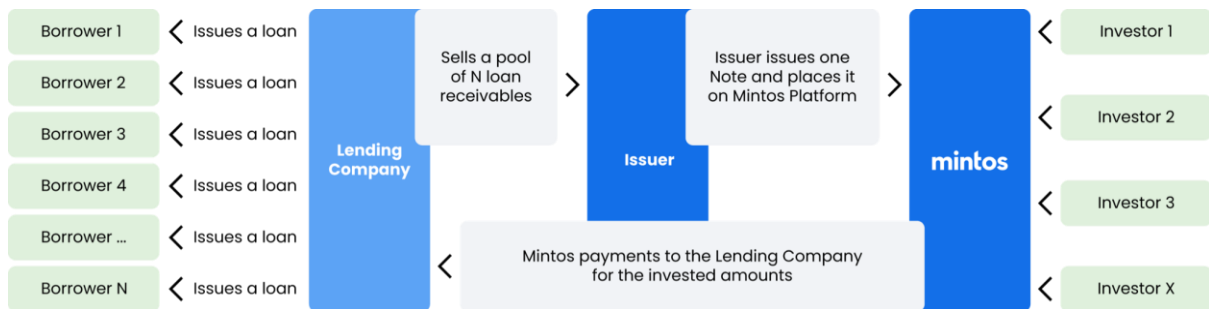 Borrower 1
Issues a loan
Borrower 2
Issues a loan
Borrower 3
Issues a loan
Borrower 4
Issues a loan
Borrower ...
Issues a loan
Borrower N
Issues a loan
Lending
Company
Sells a pool
of N loan
receivables
Issuer
Issuer issues one
Note and places it
on Mintos Platform
mintos
Mintos payments to the Lending Company
for the invested amounts
Investor 1
Investor 2
Investor 3
Investor X